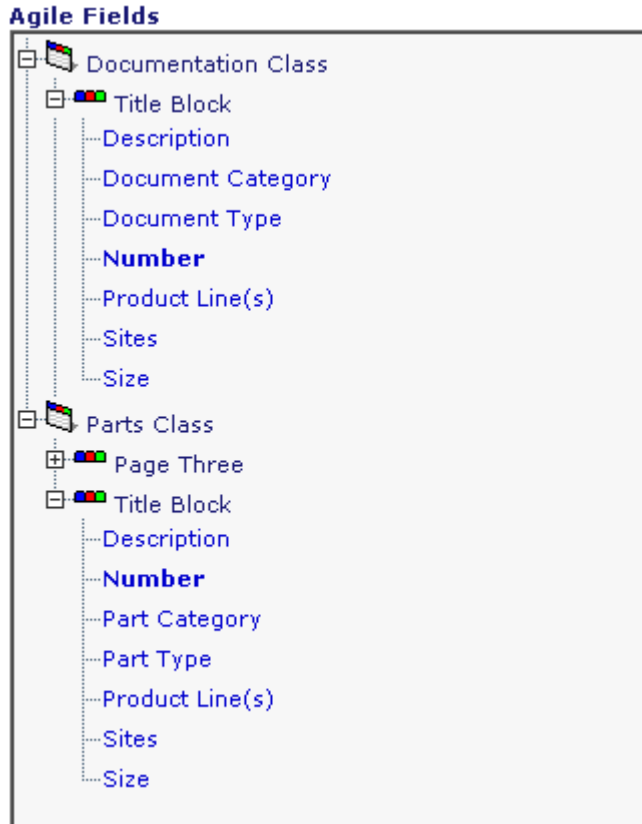 Agile Fields
Documentation Class
Title Block
Description
Document Category
Document Type
Number
Product Line(s)
Sites
Size
Parts Class
Page Three
Title Block
Description
Number
Part Category
Part Type
Product Line(s)
Sites
Size